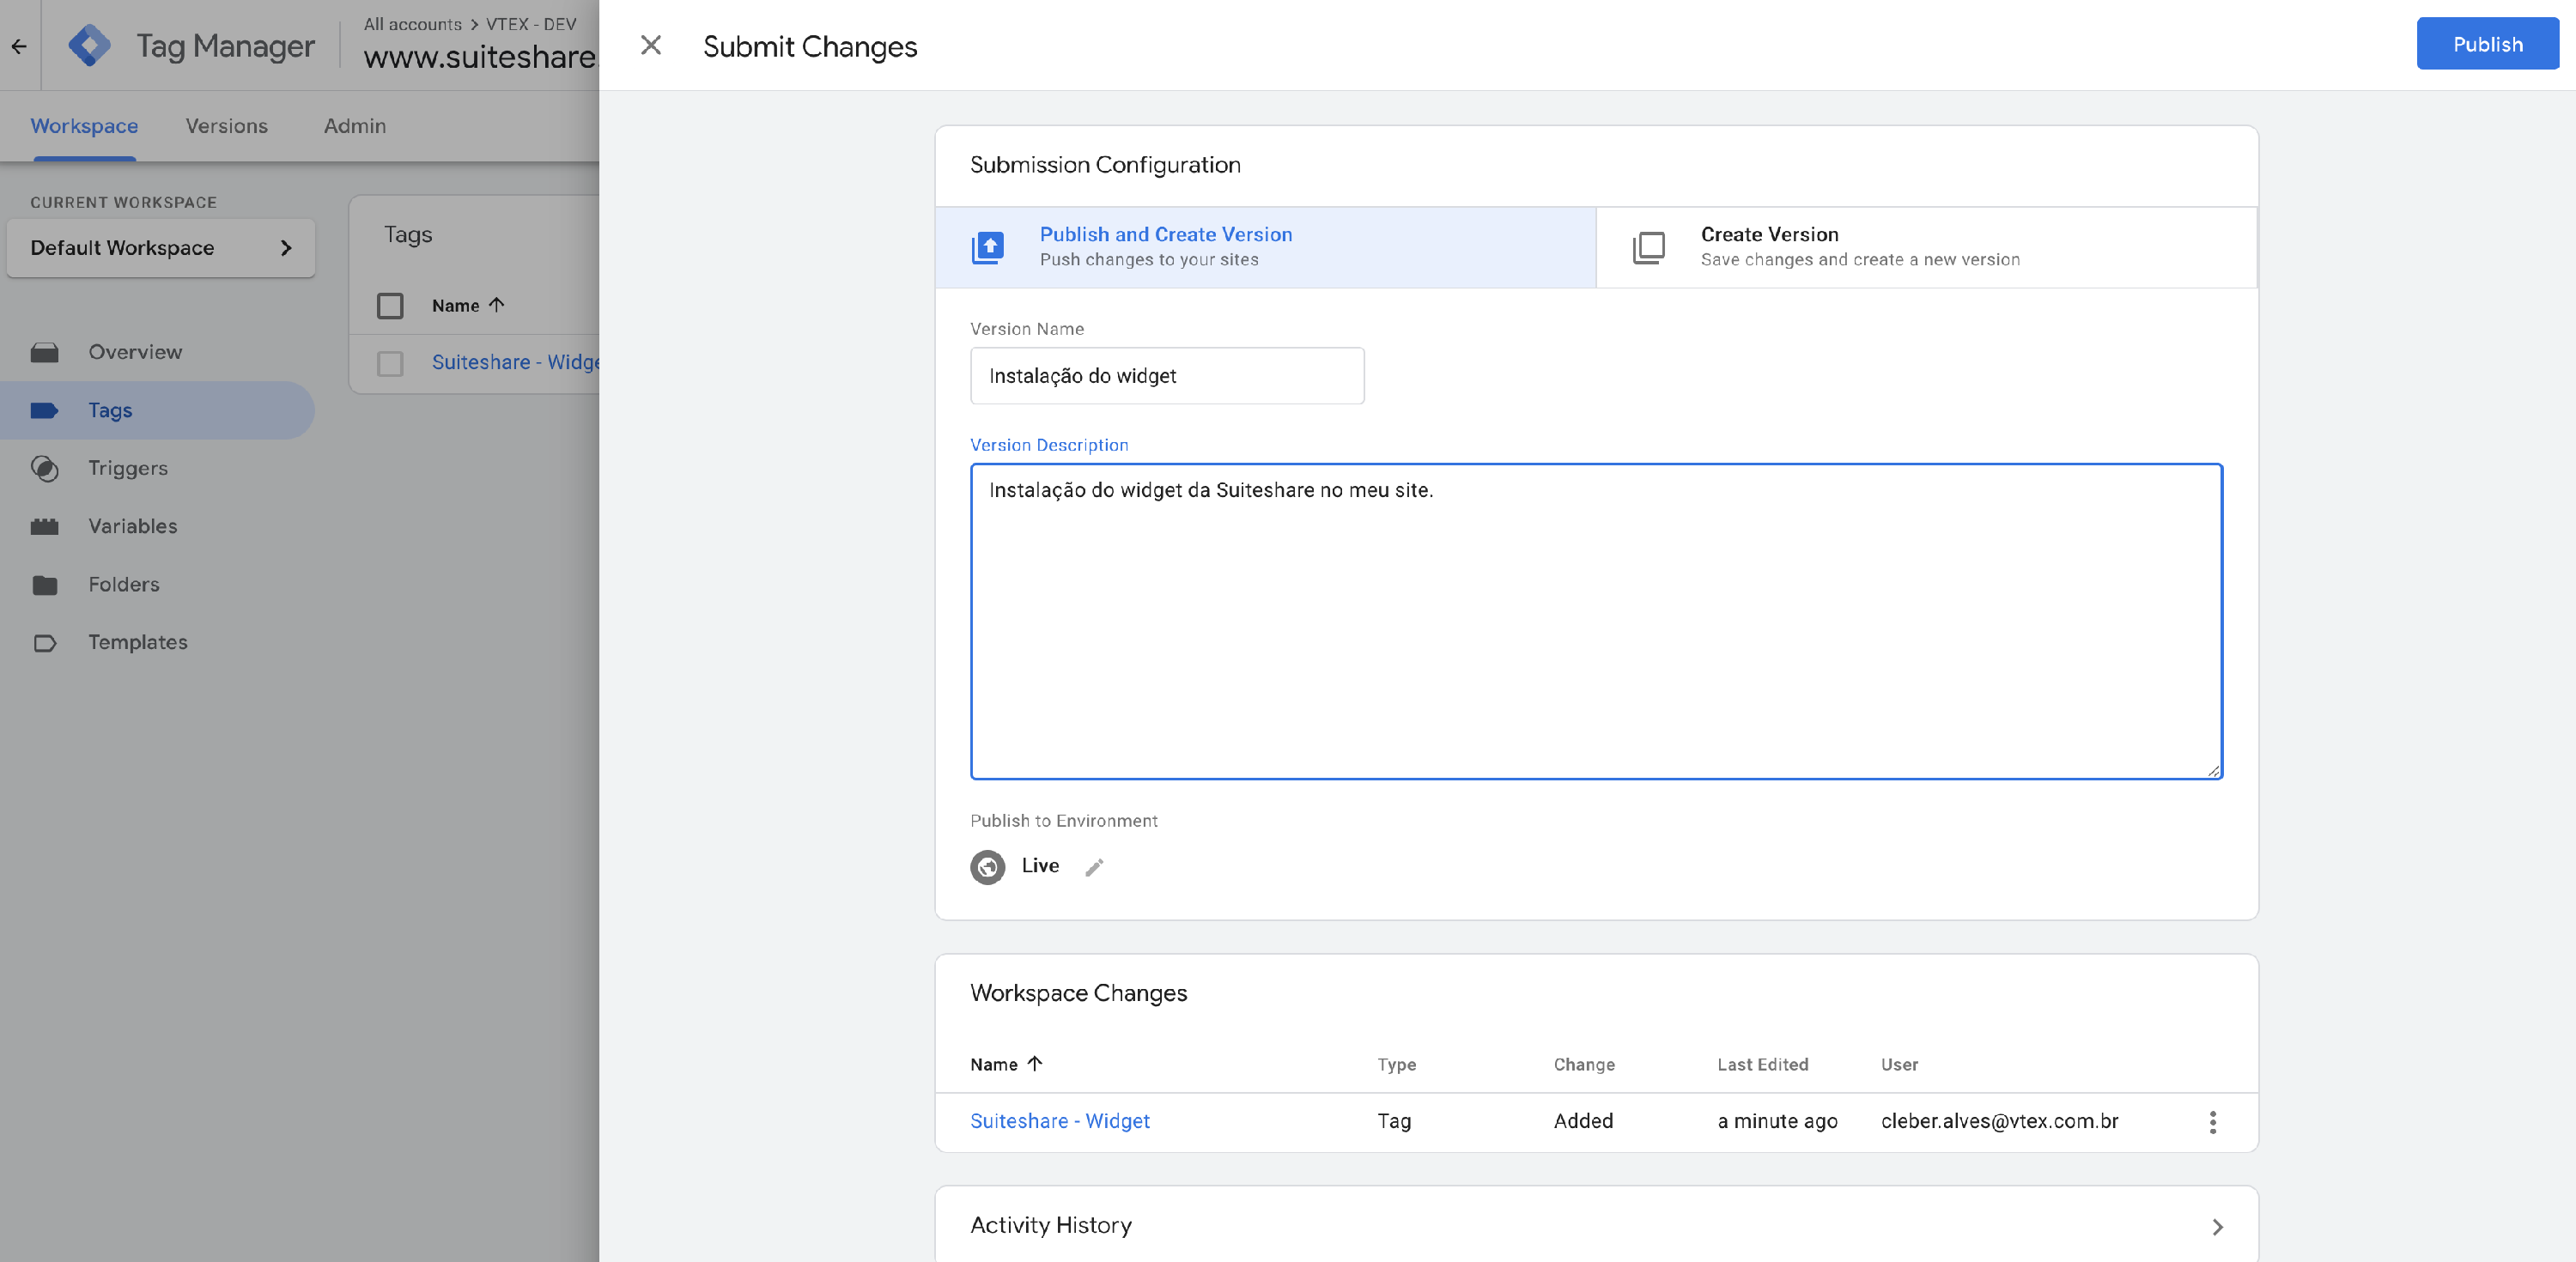 Tag Manager
All accounts > VTEX - DEV
www.suiteshare.
Submit Changes
Publish
Workspace
Versions
Admin
CURRENT WORKSPACE
Default Workspace
Overview
Tags
Triggers
Variables
Folders
Templates
Tags
Name
Suiteshare - Widge
Submission Configuration
Publish and Create Version
Push changes to your sites
Create Version
Save changes and create a new version
Version Name
Instalação do widget
Version Description
Instalação do widget da Suiteshare no meu site.
Publish to Environment
Live
Workspace Changes
Name Type Change Last Edited User
Suiteshare - Widget Tag Added a minute ago cleber.alves@vtex.com.br
Activity History